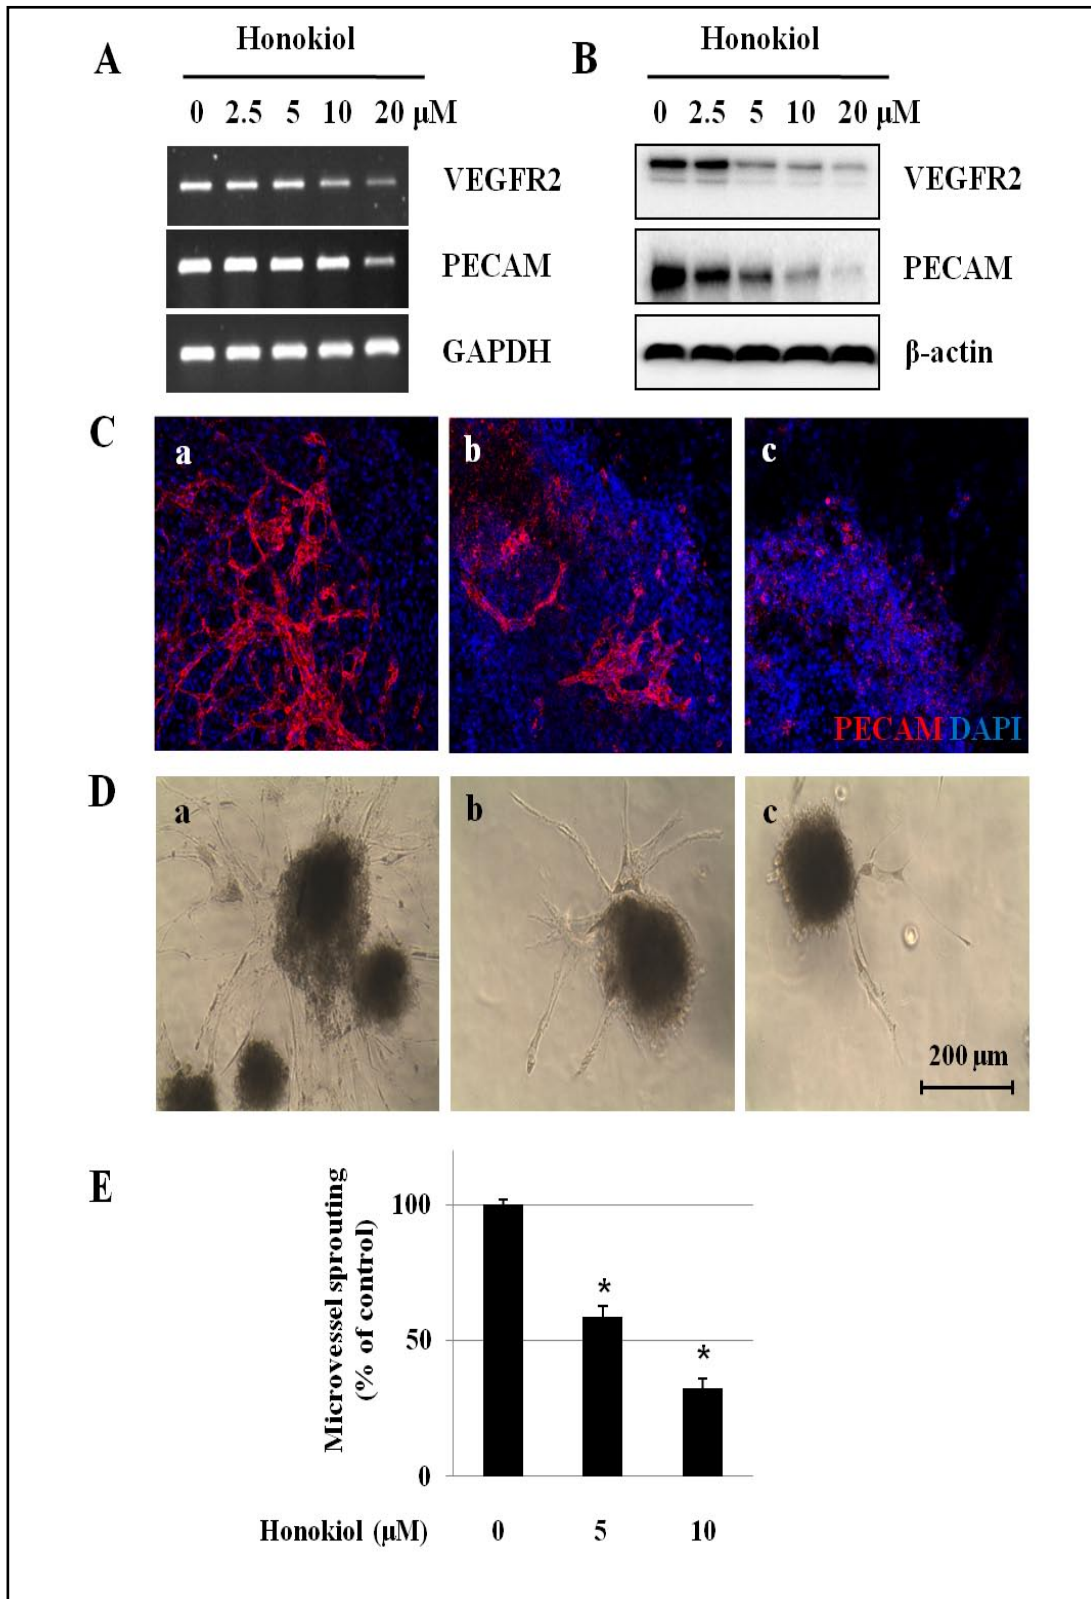 A
Honokiol
0 2.5 5 10 20 μM
VEGFR2
PECAM
GAPDH
B
Honokiol
0 2.5 5 10 20 μM
VEGFR2
PECAM
β-actin
C
a
b
c
PECAM DAPI
D
a
b
c
200 μm
E
Microvessel sprouting
(% of control)
100
50
0
*
*
Honokiol (μM) 0 5 10